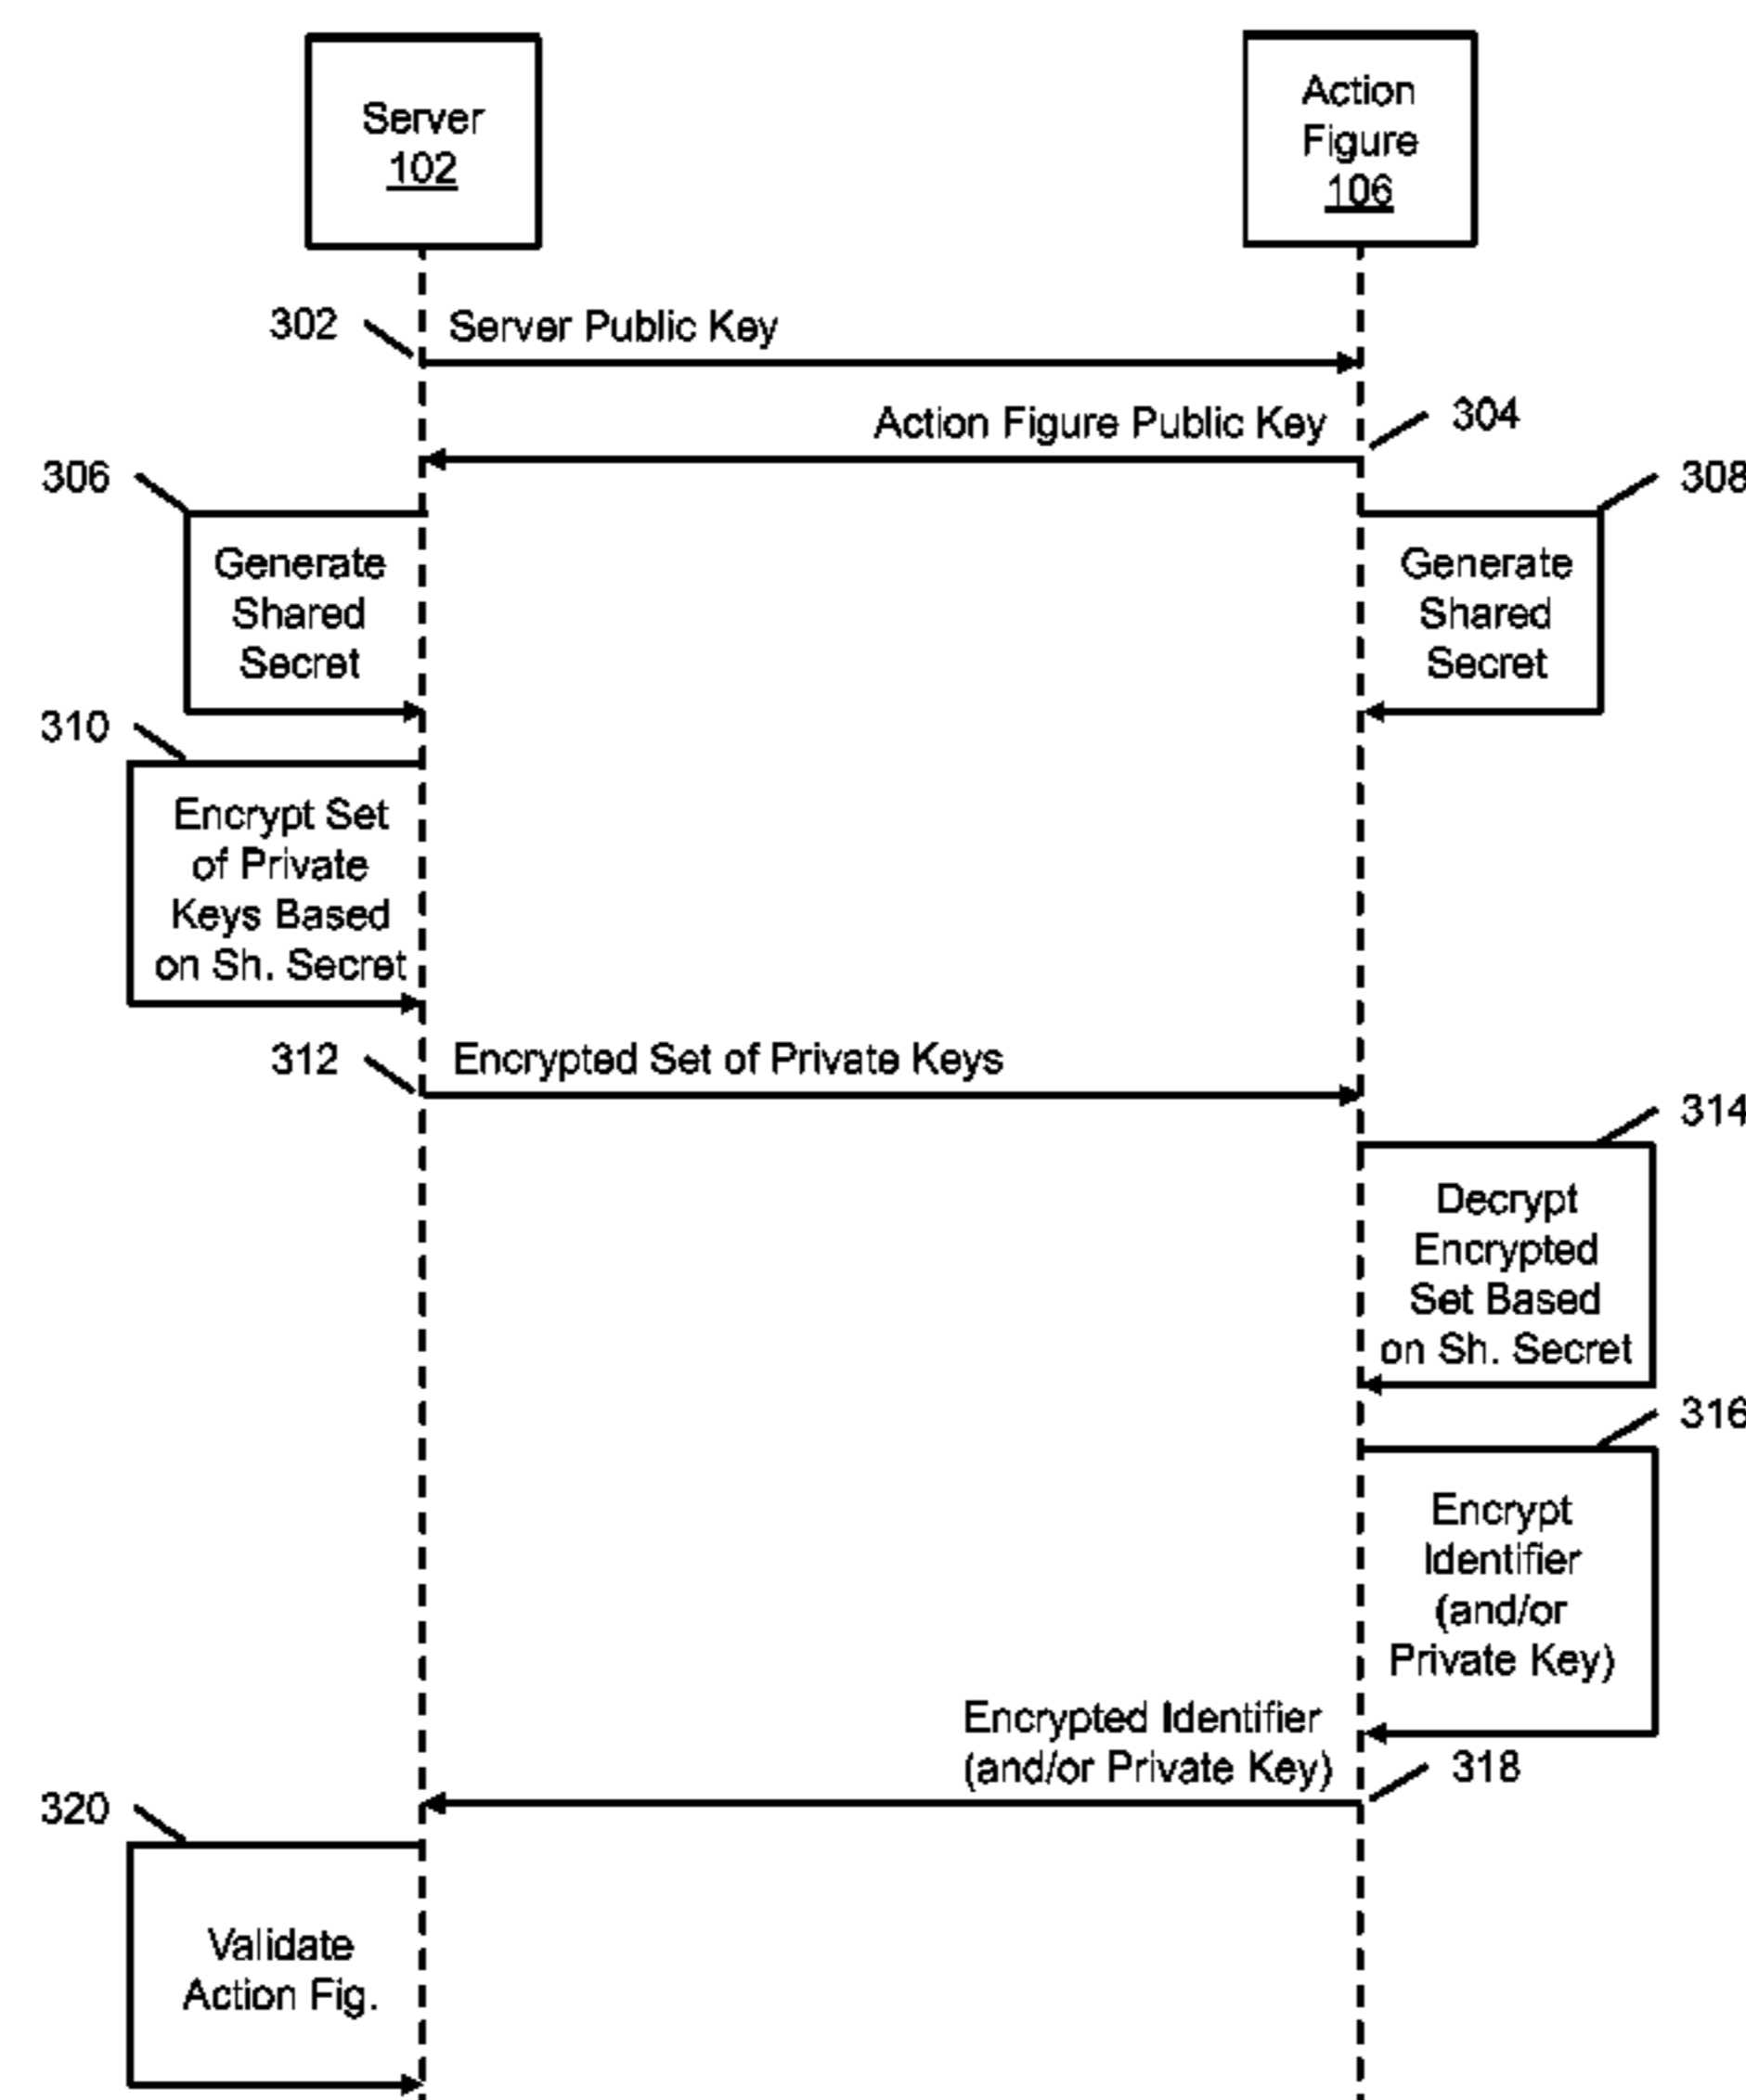 Server
102
Action
Figure
106
302
Server Public Key
Action Figure Public Key
304
306
308
Generate
Shared
Secret
Generate
Shared
Secret
310
Encrypt Set
of Private
Keys Based
on Sh. Secret
312
Encrypted Set of Private Keys
314
Decrypt
Encrypted
Set Based
on Sh. Secret
316
Encrypt
Identifier
(and/or
Private Key)
Encrypted Identifier
(and/or Private Key)
318
320
Validate
Action Fig.